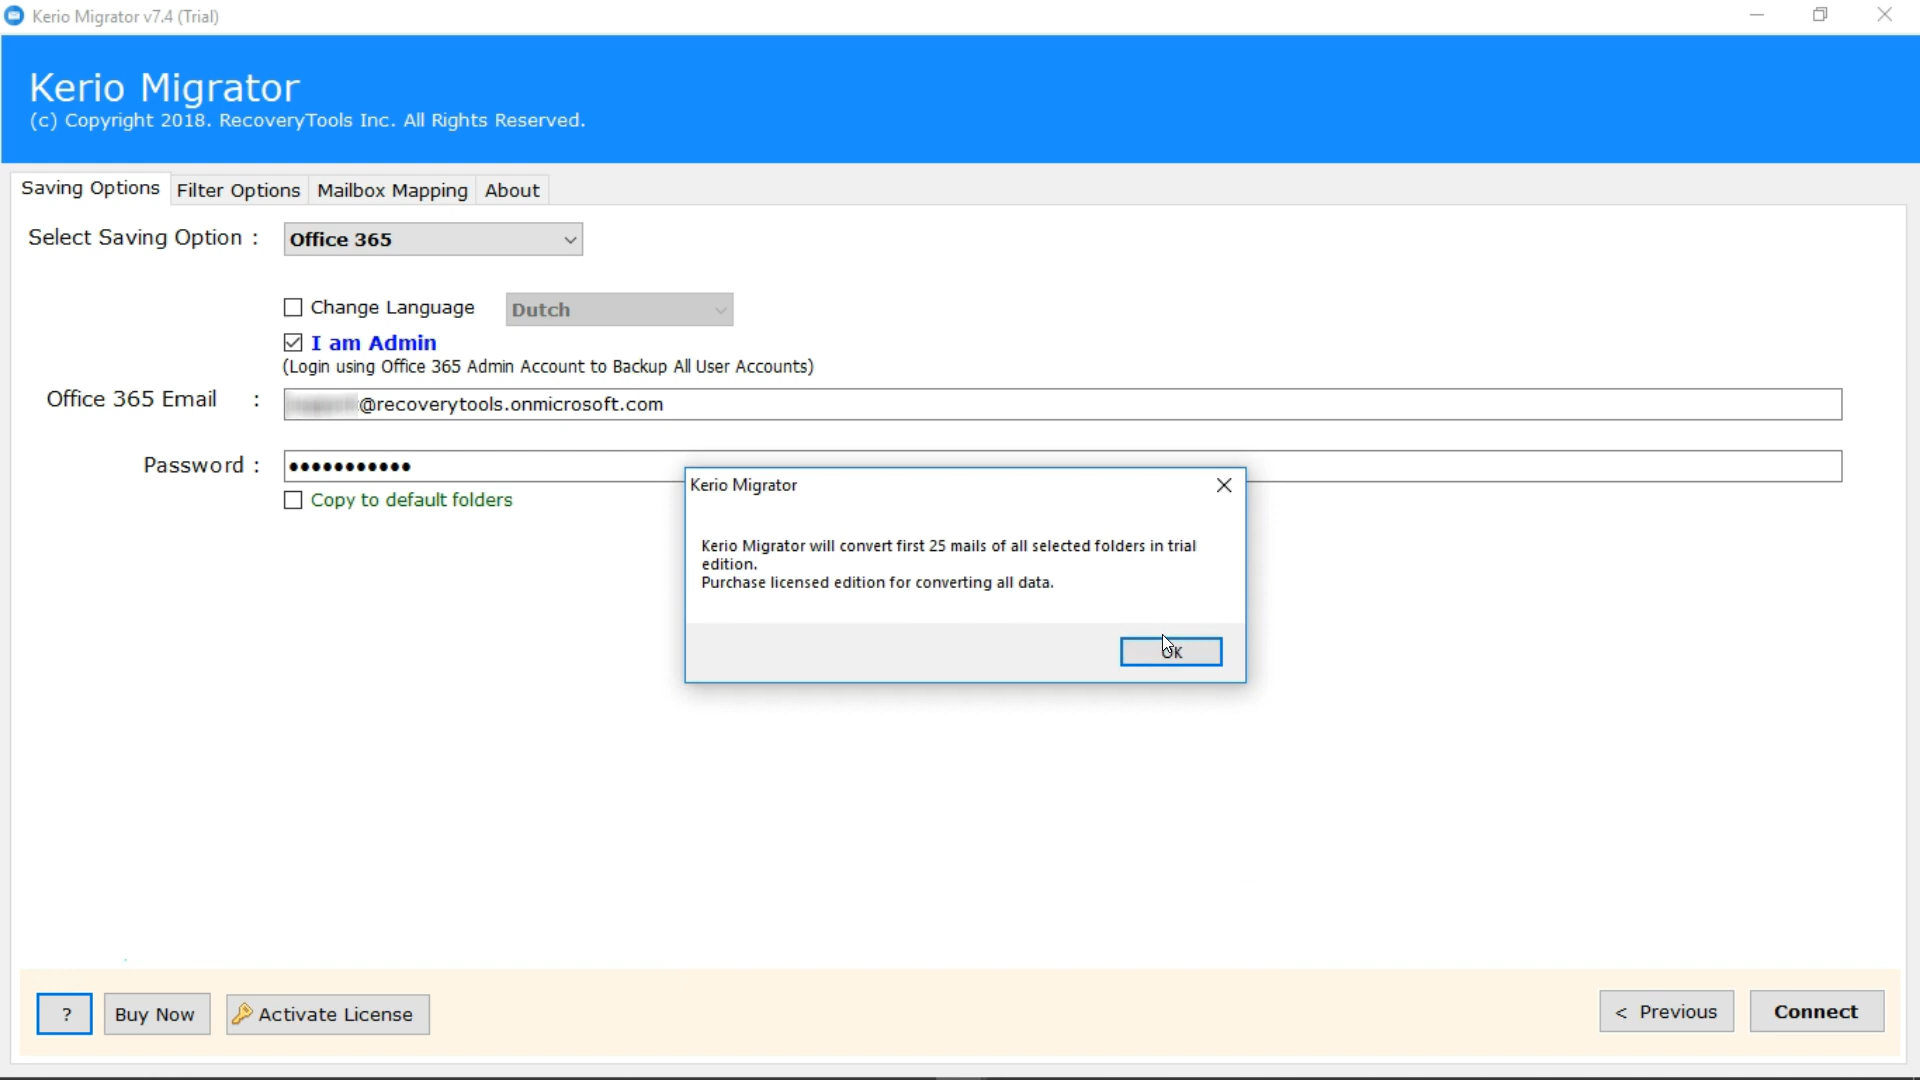 Kerio Migrator v7.4 (Trial)
Kerio Migrator
(c) Copyright 2018. RecoveryTools Inc. All Rights Reserved.
Saving Options Filter Options Mailbox Mapping About
Select Saving Option : Office 365
Change Language Dutch
I am Admin
(Login using Office 365 Admin Account to Backup All User Accounts)
Office 365 Email : @recoverytools.onmicrosoft.com
Password : •••••••••••
Copy to default folders
Kerio Migrator
Kerio Migrator will convert first 25 mails of all selected folders in trial
edition.
Purchase licensed edition for converting all data.
OK
? Buy Now Activate License < Previous Connect